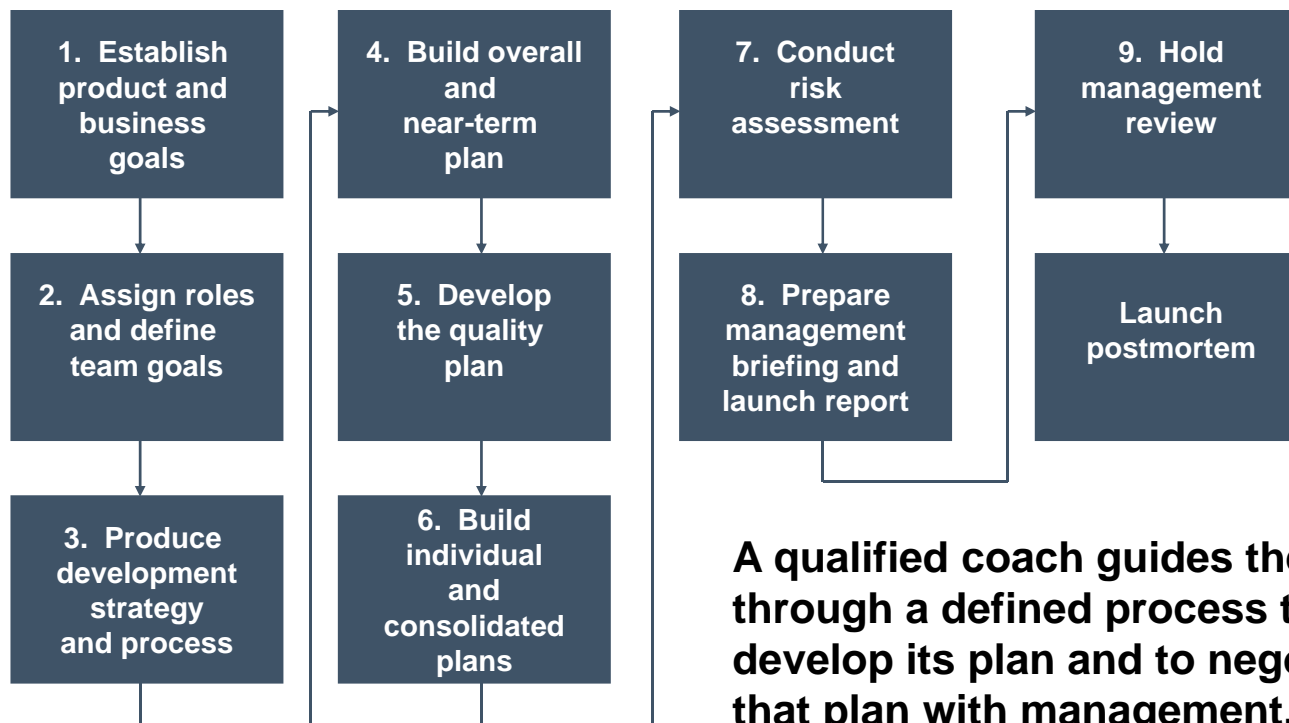 1. Establish
product and
business
goals
2. Assign roles
and define
team goals
3. Produce
development
strategy
and process
4. Build overall
and
near-term
plan
5. Develop
the quality
plan
6. Build
individual
and
consolidated
plans
7. Conduct
risk
assessment
8. Prepare
management
briefing and
launch report
9. Hold
management
review
Launch
postmortem
A qualified coach guides
through a defined process
develop its plan and to
that plan with management.